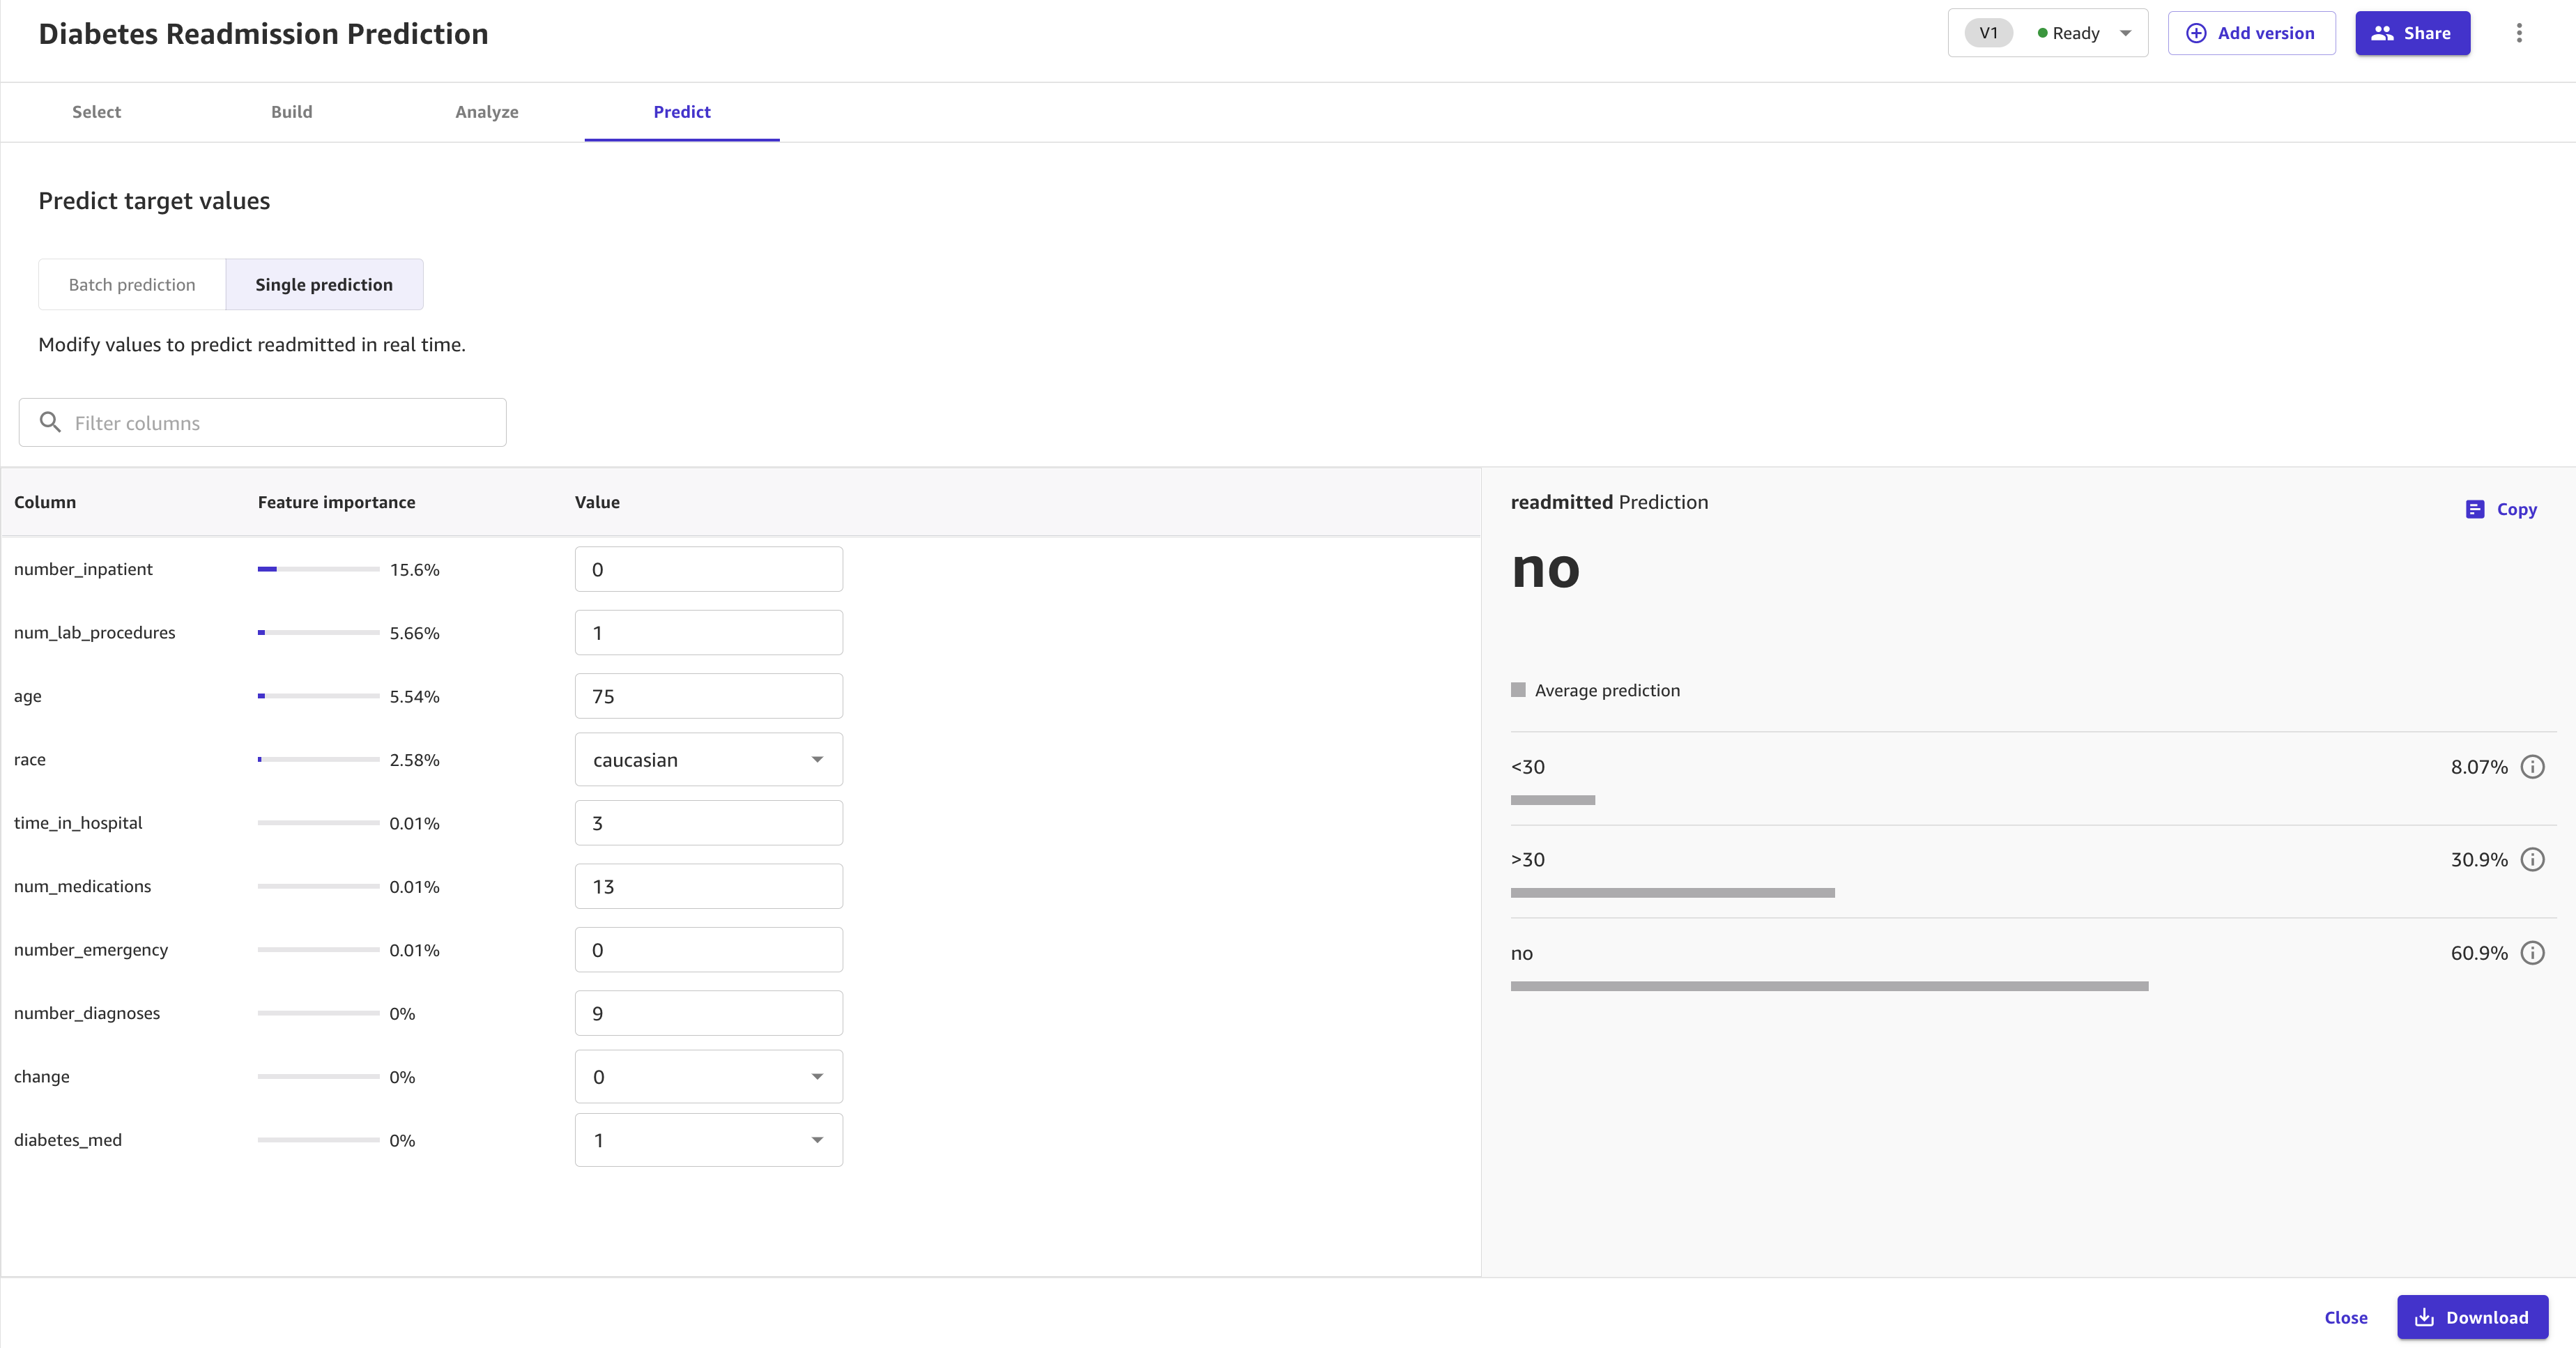 Diabetes Readmission Prediction
V1 Ready Add version Share
Select Build Analyze Predict
Predict target values
Batch prediction Single prediction
Modify values to predict readmitted in real time.
Filter columns
Column Feature importance Value
number_inpatient 15.6% 0
num_lab_procedures 5.66% 1
age 5.54% 75
race 2.58% caucasian
time_in_hospital 0.01% 3
num_medications 0.01% 13
number_emergency 0.01% 0
number_diagnoses 0% 9
change 0% 0
diabetes_med 0% 1
readmitted Prediction
Copy
no
Average prediction
<30 8.07%
>30 30.9%
no 60.9%
Close Download